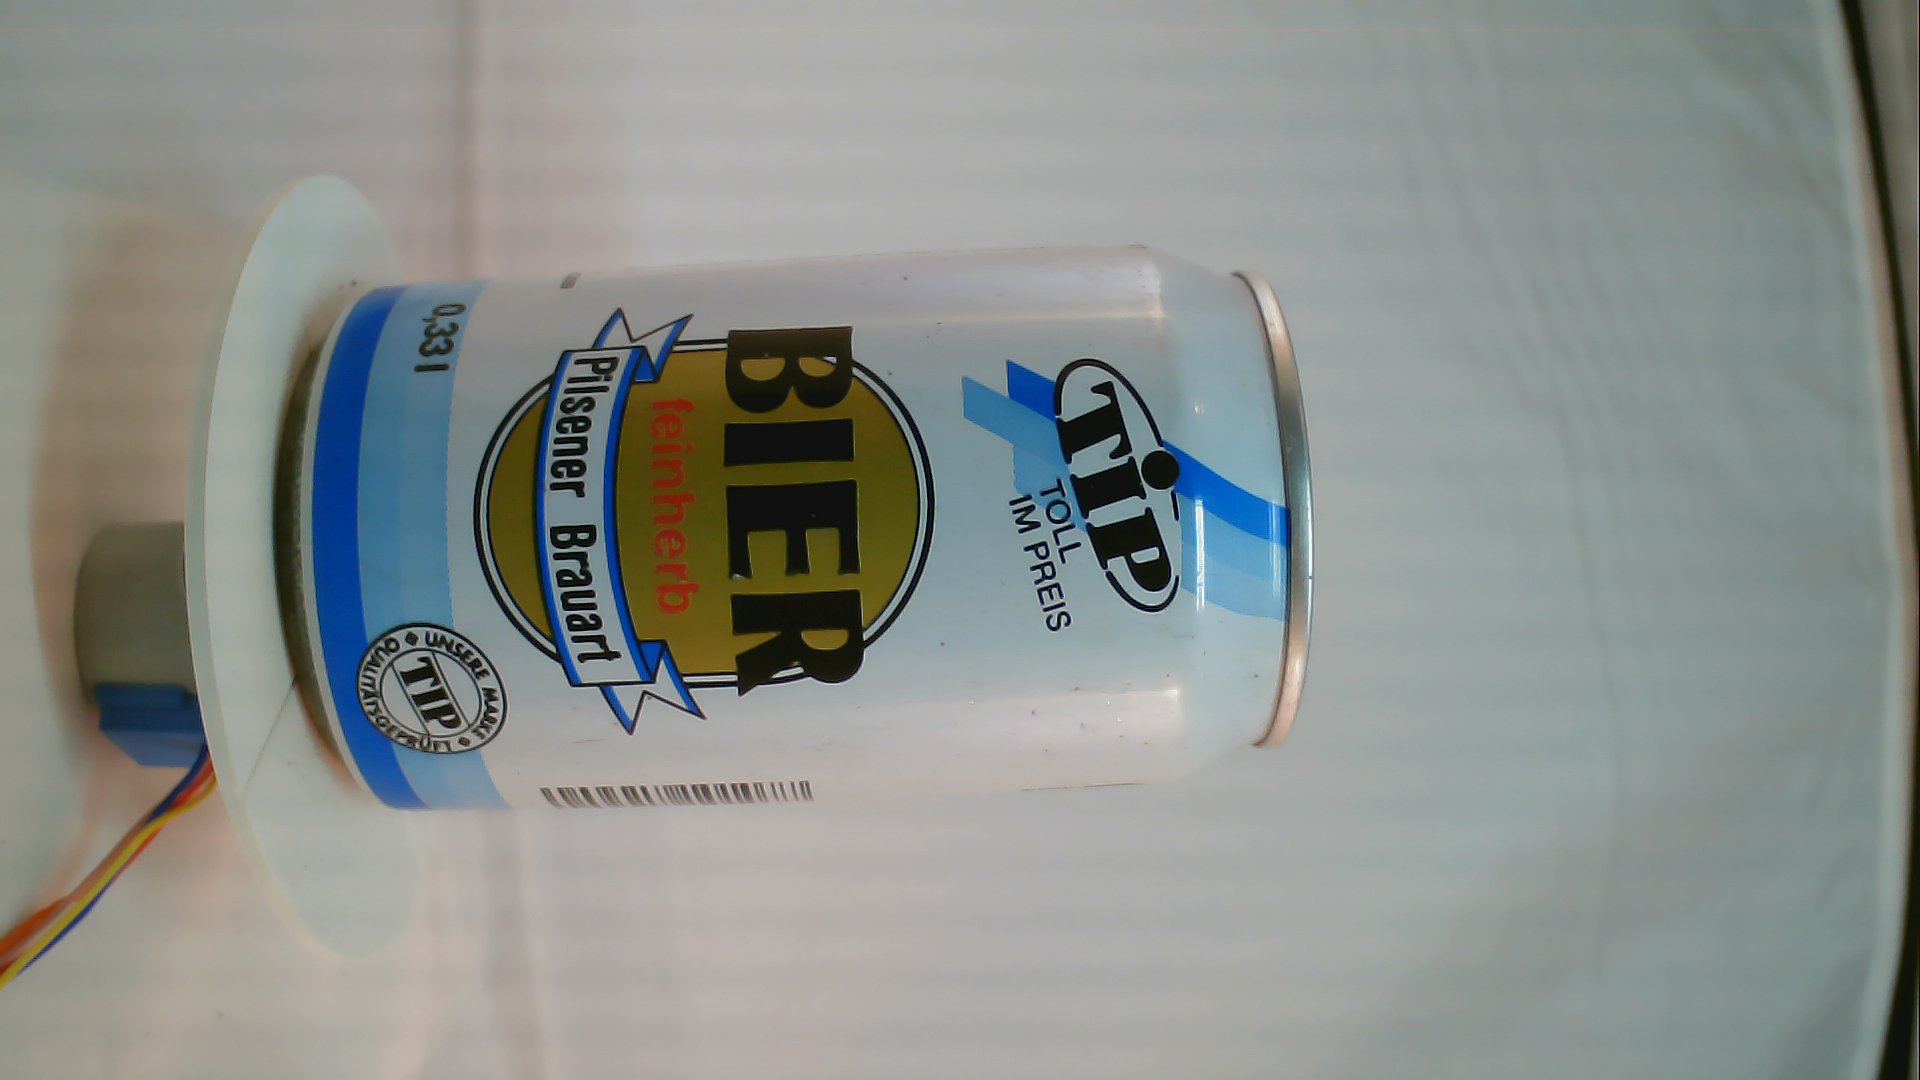 TIP
TOLL
IM PREIS
BIER
feinherb
Pilsener Brauart
0,33 l
UNSERE MARKE
TIP
QUALITÄTSGEPRÜFT